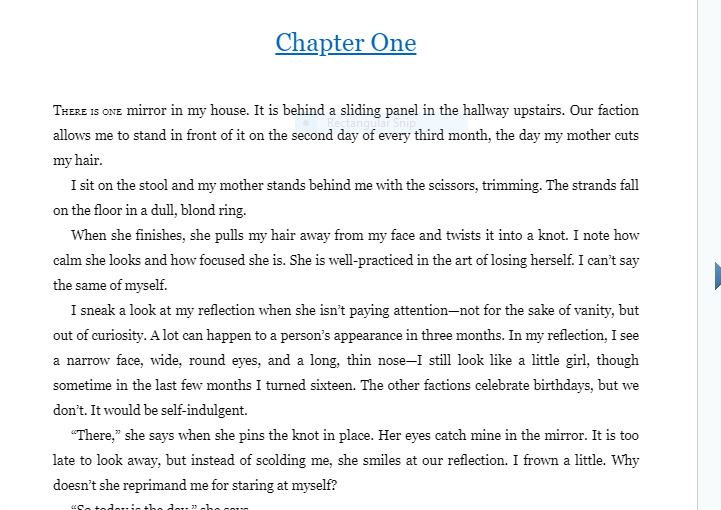 Chapter One
THERE IS ONE mirror in my house. It is behind a sliding panel in the hallway upstairs. Our faction
allows me to stand in front of it on the second day of every third month, the day my mother cuts
my hair.
I sit on the stool and my mother stands behind me with the scissors, trimming. The strands fall
on the floor in a dull, blond ring.
When she finishes, she pulls my hair away from my face and twists it into a knot. I note how
calm she looks and how focused she is. She is well-practiced in the art of losing herself. I can’t say
the same of myself.
I sneak a look at my reflection when she isn’t paying attention—not for the sake of vanity, but
out of curiosity. A lot can happen to a person’s appearance in three months. In my reflection, I see
a narrow face, wide, round eyes, and a long, thin nose—I still look like a little girl, though
sometime in the last few months I turned sixteen. The other factions celebrate birthdays, but we
don’t. It would be self-indulgent.
“There,” she says when she pins the knot in place. Her eyes catch mine in the mirror. It is too
late to look away, but instead of scolding me, she smiles at our reflection. I frown a little. Why
doesn’t she reprimand me for staring at myself?
“So today is the day,” she says.
Rectangular Snip